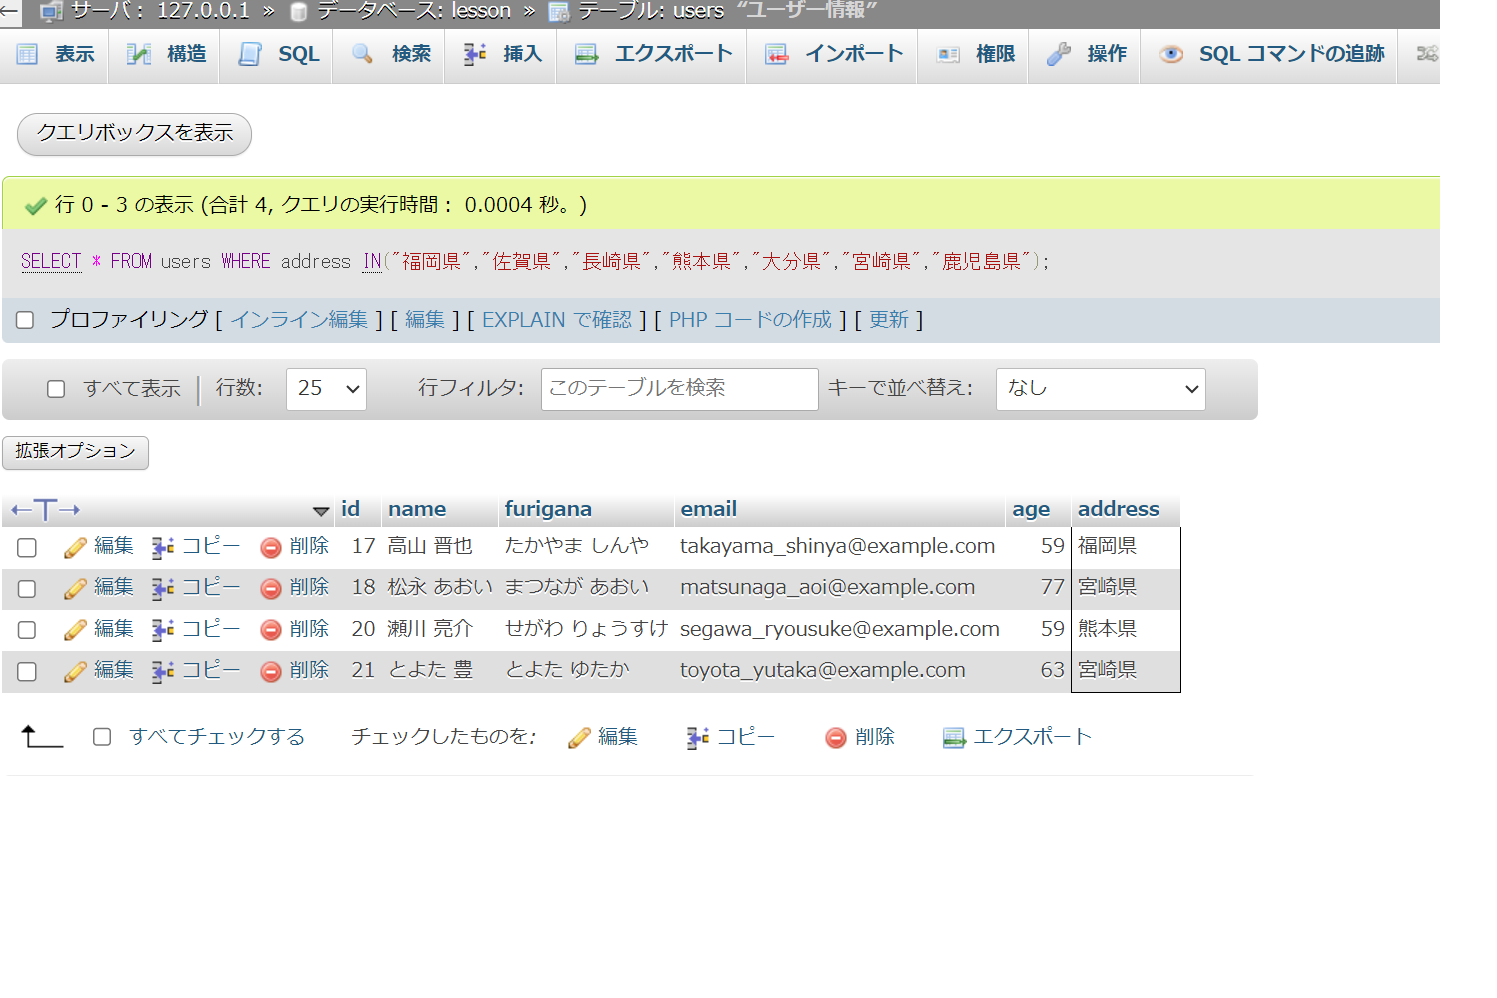 ← サーバ： 127.0.0.1 » データベース: lesson » テーブル: users “ユーザー情報”
表示 構造 SQL 検索 挿入 エクスポート インポート 権限 操作 SQL コマンドの追跡
クエリボックスを表示
行 0 - 3 の表示 (合計 4, クエリの実行時間： 0.0004 秒。)
SELECT * FROM users WHERE address IN("福岡県","佐賀県","長崎県","熊本県","大分県","宮崎県","鹿児島県");
プロファイリング [ インライン編集 ] [ 編集 ] [ EXPLAIN で確認 ] [ PHP コードの作成 ] [ 更新 ]
すべて表示 行数: 25 行フィルタ: このテーブルを検索 キーで並べ替え: なし
拡張オプション
←T→ id name furigana email age address
編集 コピー 削除 17 高山 晋也 たかやま しんや takayama_shinya@example.com 59 福岡県
編集 コピー 削除 18 松永 あおい まつなが あおい matsunaga_aoi@example.com 77 宮崎県
編集 コピー 削除 20 瀬川 亮介 せがわ りょうすけ segawa_ryousuke@example.com 59 熊本県
編集 コピー 削除 21 とよた 豊 とよた ゆたか toyota_yutaka@example.com 63 宮崎県
すべてチェックする チェックしたものを: 編集 コピー 削除 エクスポート